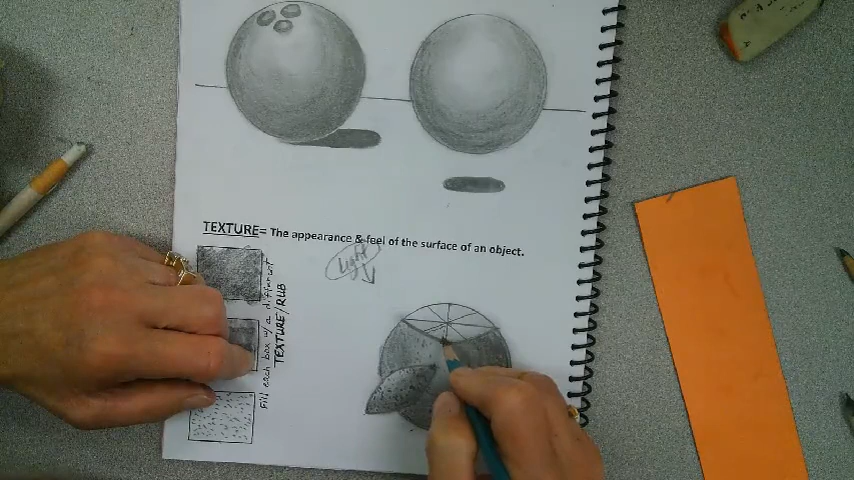 TEXTURE= The appearance & feel of the surface of an object.
Light
Fill each box w/ a different
TEXTURE/RUB